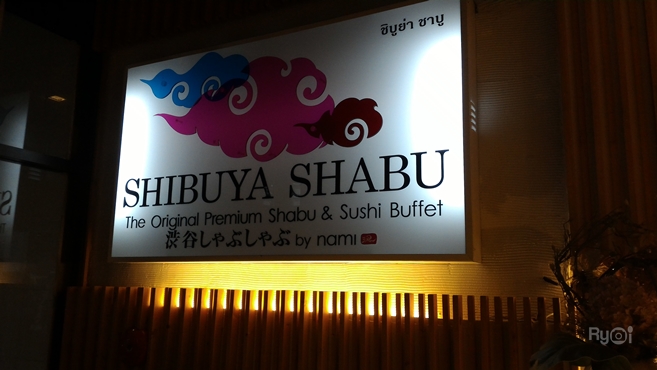 ชิบูย่า ชาบู
SHIBUYA SHABU
The Original Premium Shabu & Sushi Buffet
渋谷しゃぶしゃぶ by nami
Ryoi